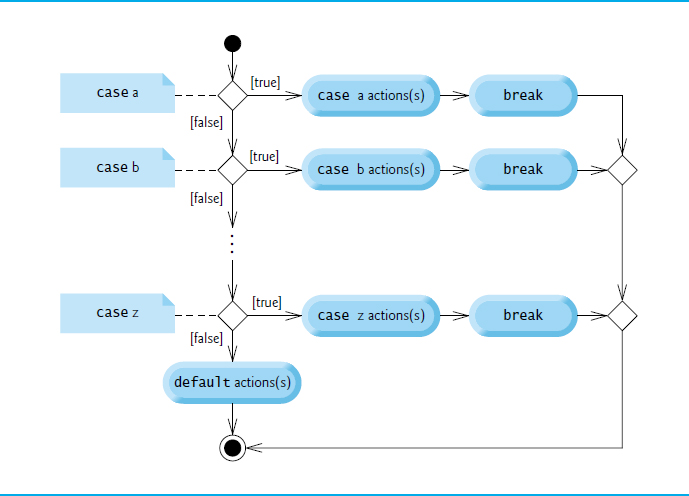 [true]
case a
case a actions(s)
break
[false]
[true]
case b
case b actions(s)
break
[false]
[true]
case z
case z actions(s)
break
[false]
default actions(s)